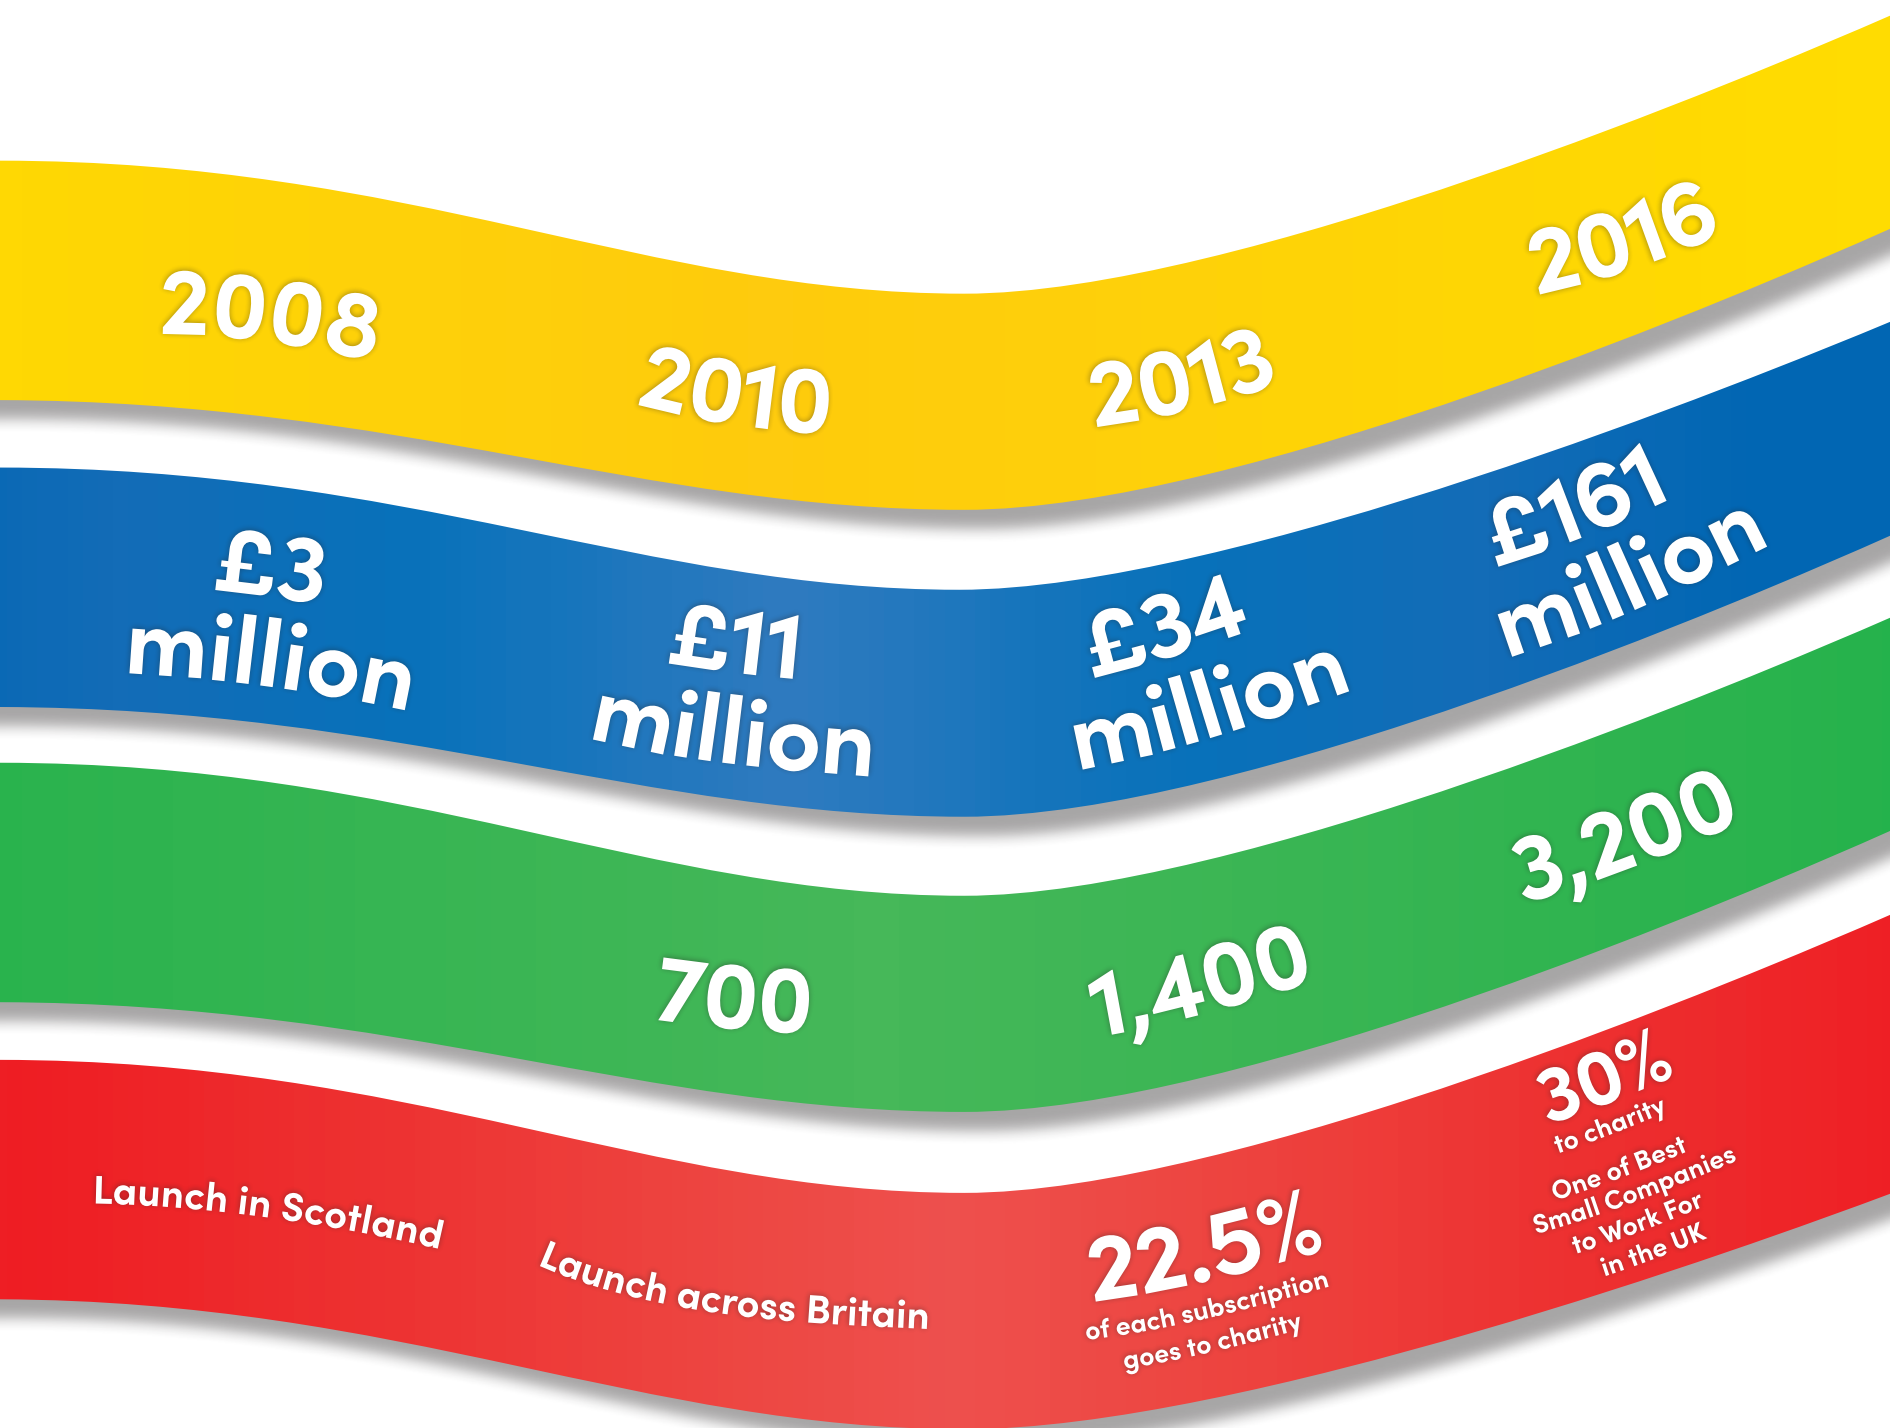 2008
2010
2013
2016
£3
million
£11
million
£34
million
£161
million
700
1,400
3,200
Launch in Scotland
Launch across Britain
22.5%
of each subscription
goes to charity
30%
to charity
One of Best
Small Companies
to Work For
in the UK